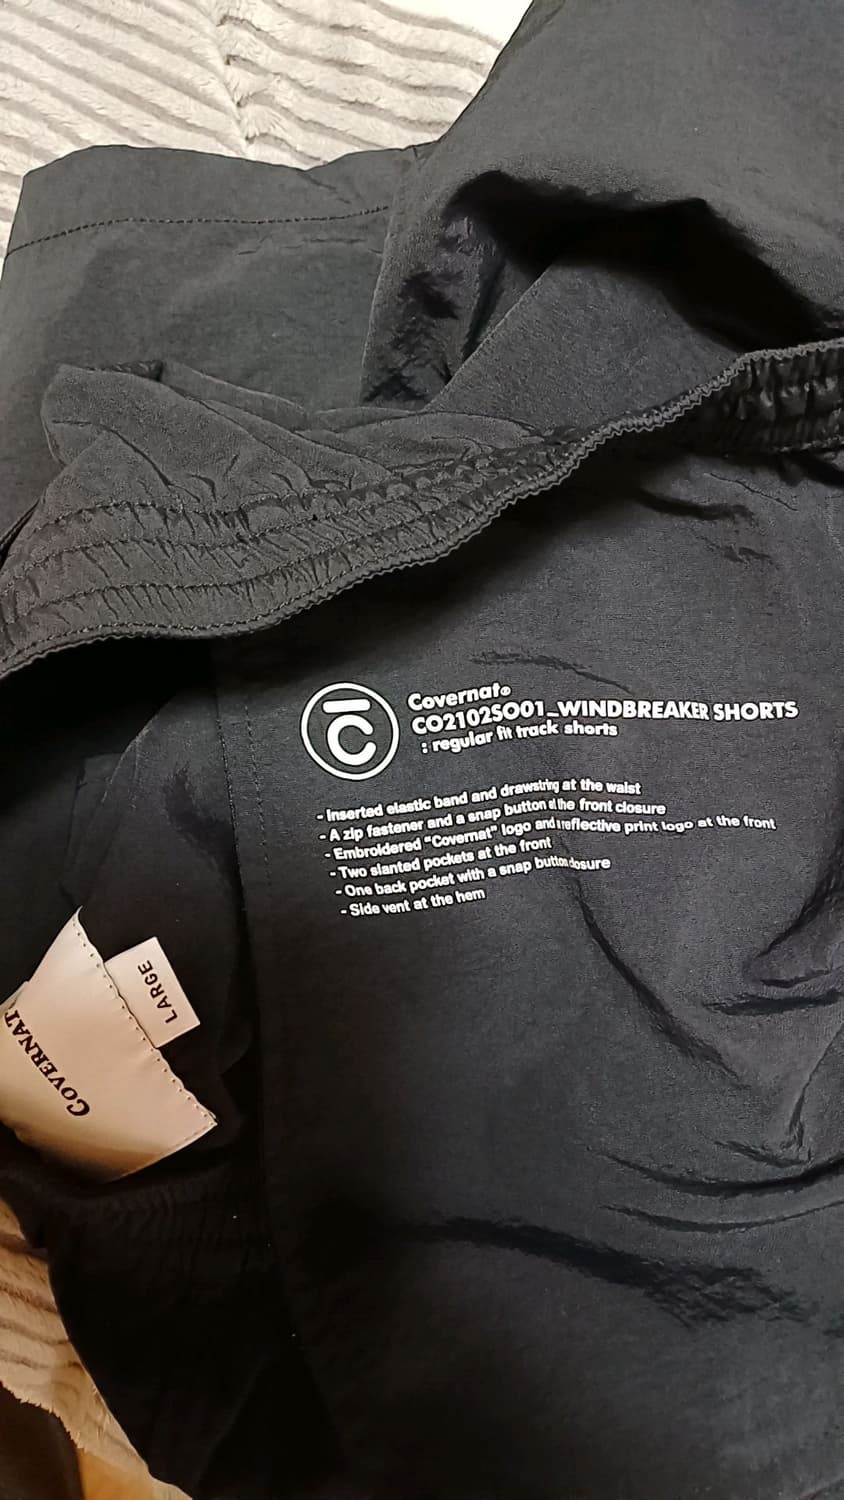 Covernat®
CO2102SO01_WINDBREAKER SHORTS
: regular fit track shorts
- Inserted elastic band and drawstring at the waist
- A zip fastener and a snap button at the front closure
- Embroidered "Covernat" logo and a reflective print logo at the front
- Two slanted pockets at the front
- One back pocket with a snap button closure
- Side vent at the hem
LARGE
COVERNAT